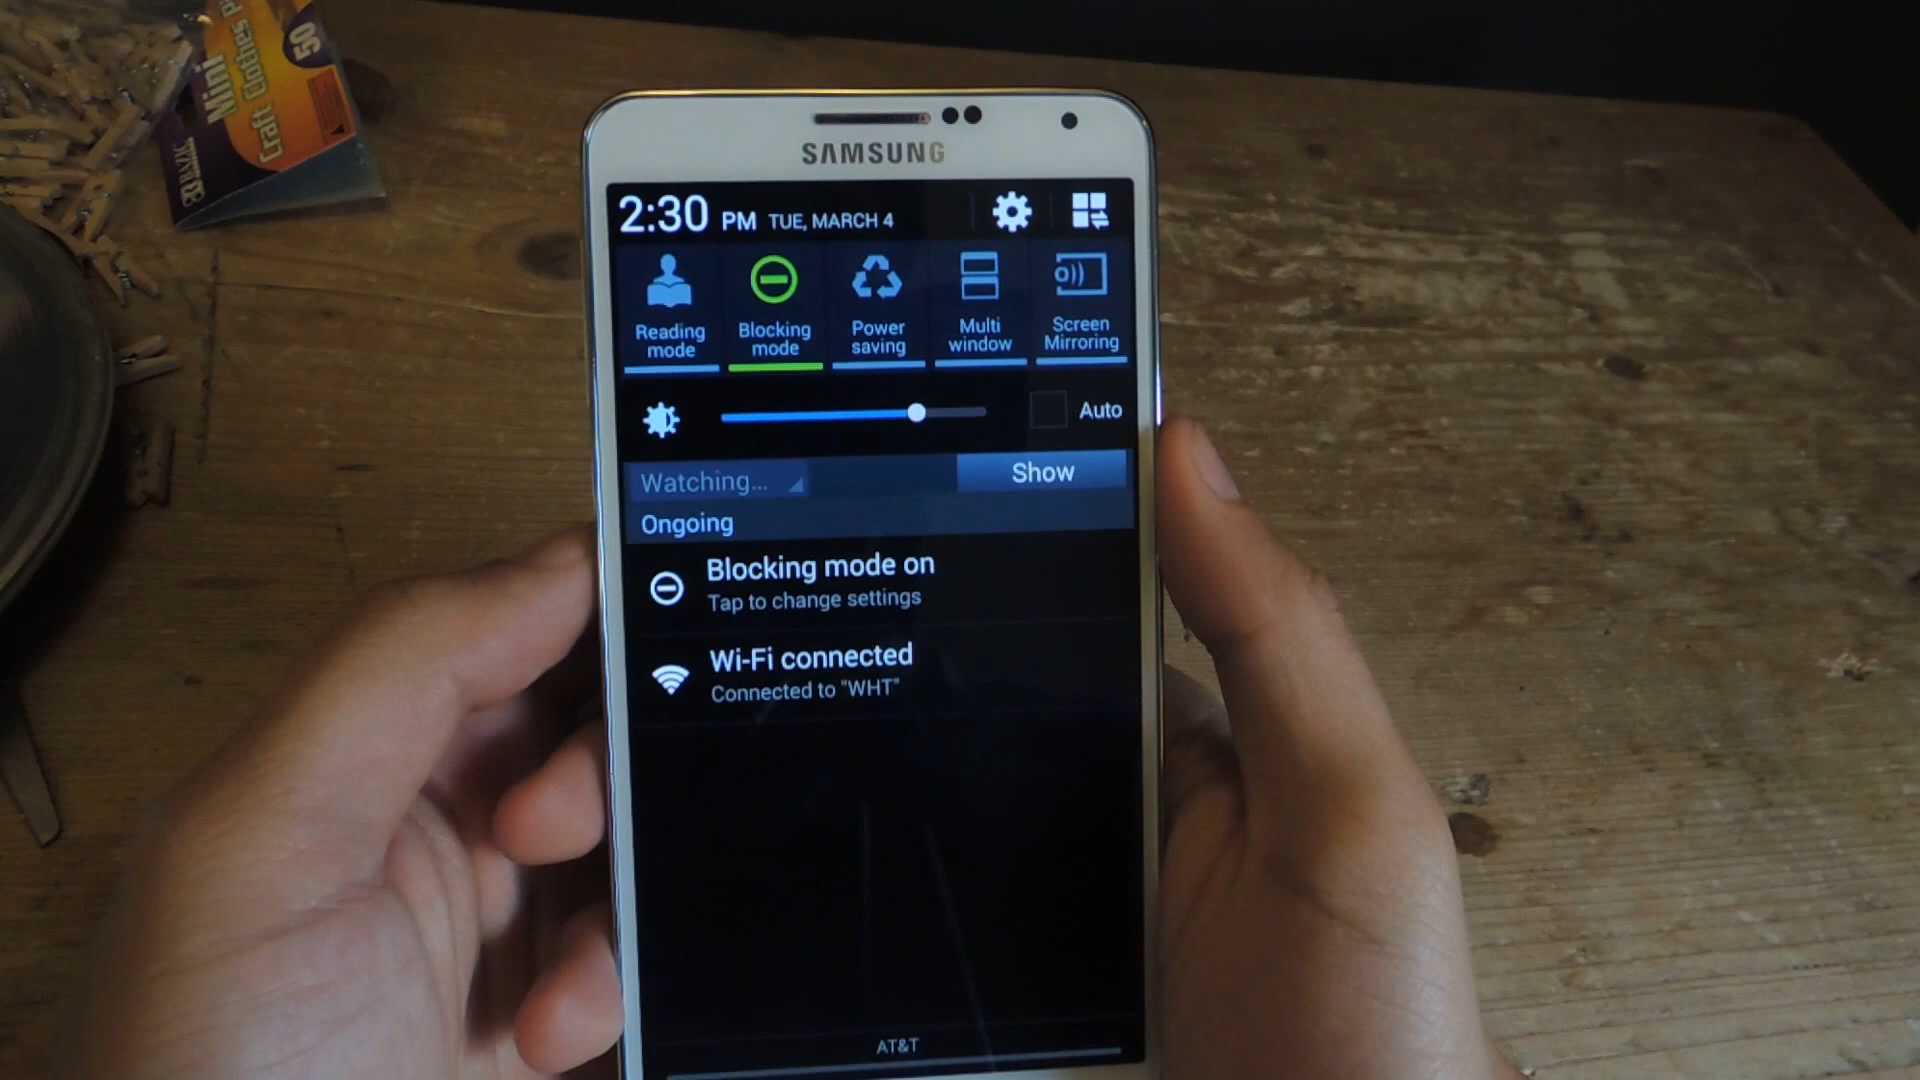 Mini
Craft Clothes
50
BAZIC
SAMSUNG
2:30 PM TUE, MARCH 4
Reading
mode
Blocking
mode
Power
saving
Multi
window
Screen
Mirroring
Auto
Watching...
Show
Ongoing
Blocking mode on
Tap to change settings
Wi-Fi connected
Connected to "WHT"
AT&T